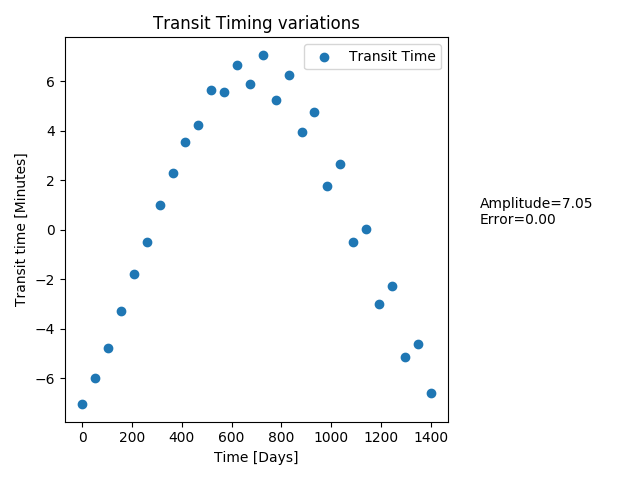 Transit Timing variations
Transit Time
Transit time [Minutes]
6
4
2
0
−2
−4
−6
0 200 400 600 800 1000 1200 1400
Time [Days]
Amplitude=7.05
Error=0.00